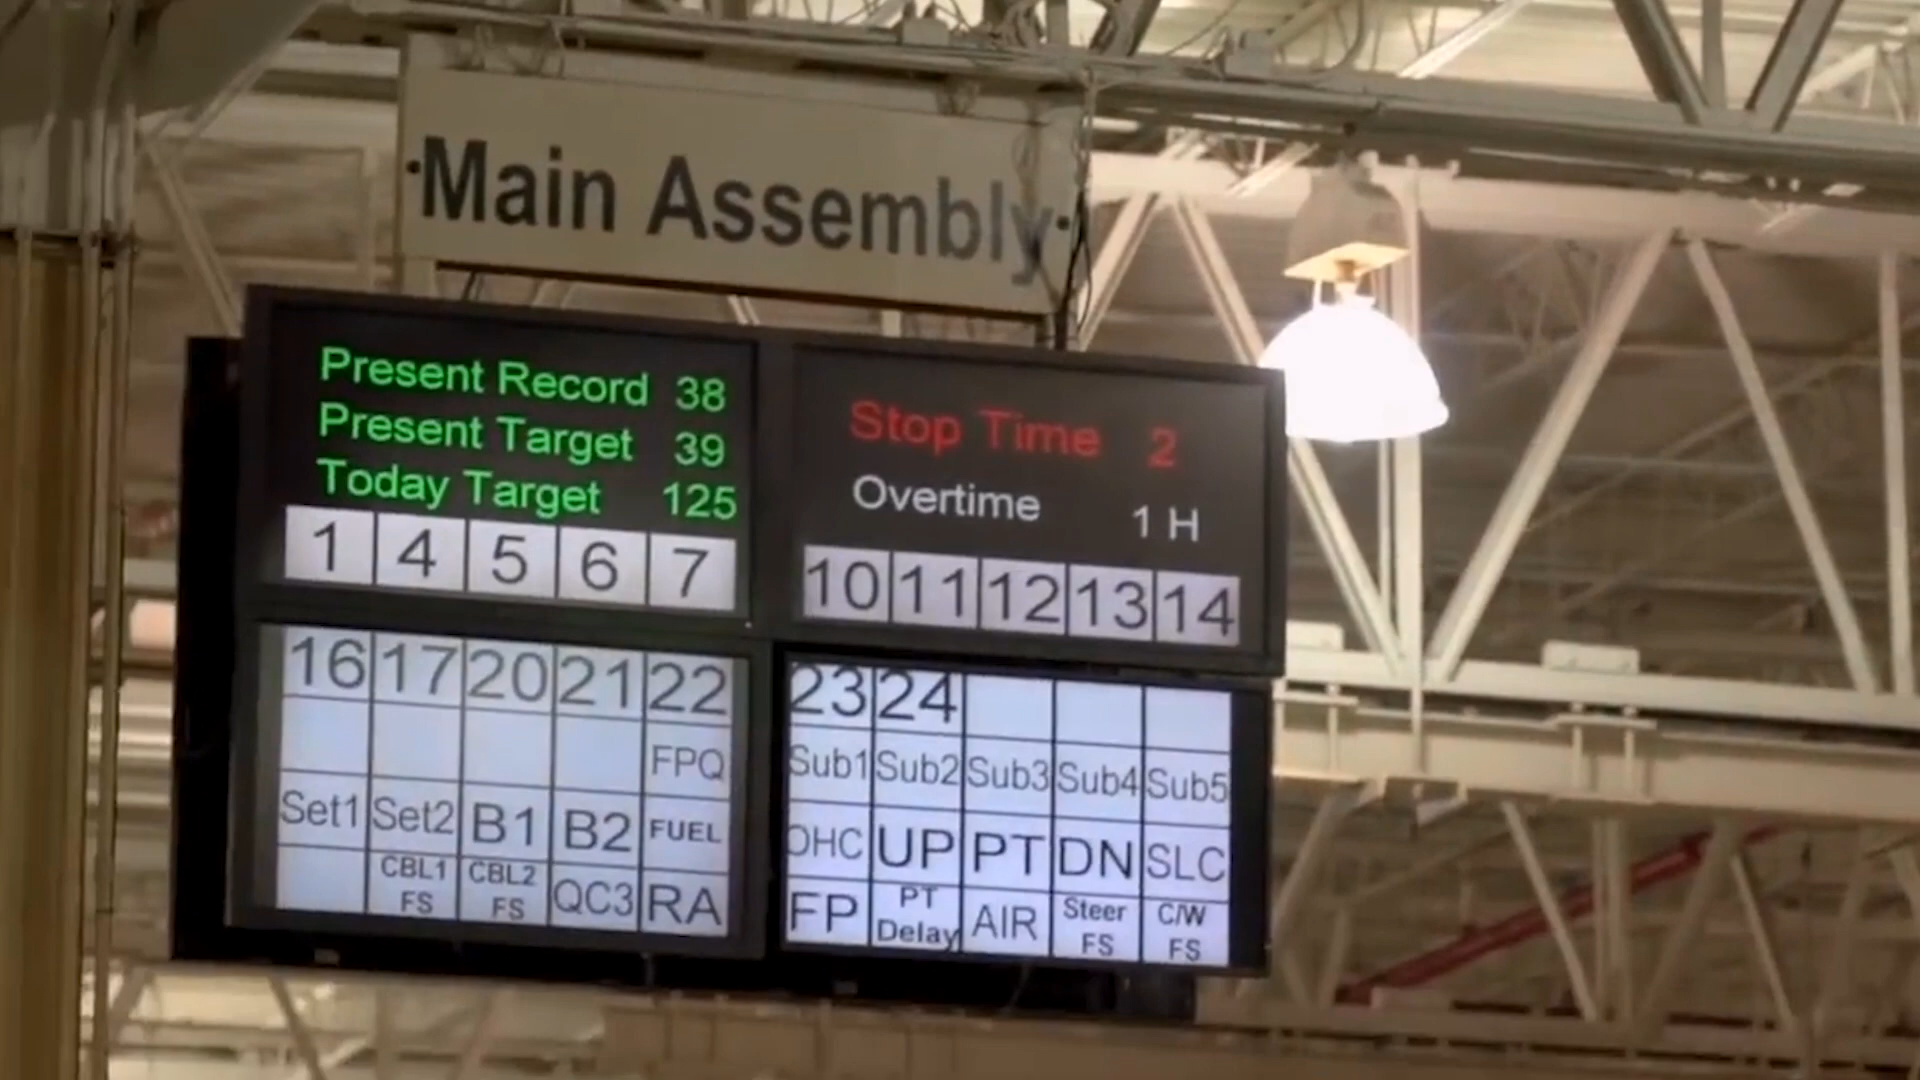 Main Assembly
Present Record 38
Present Target 39
Today Target 125
1 4 5 6 7
Stop Time 2
Overtime 1 H
10 11 12 13 14
16 17 20 21 22
FPQ
Set1 Set2 B1 B2 FUEL
CBL1 FS CBL2 FS QC3 RA
23 24
Sub1 Sub2 Sub3 Sub4 Sub5
OHC UP PT DN SLC
FP PT Delay AIR Steer FS C/W FS